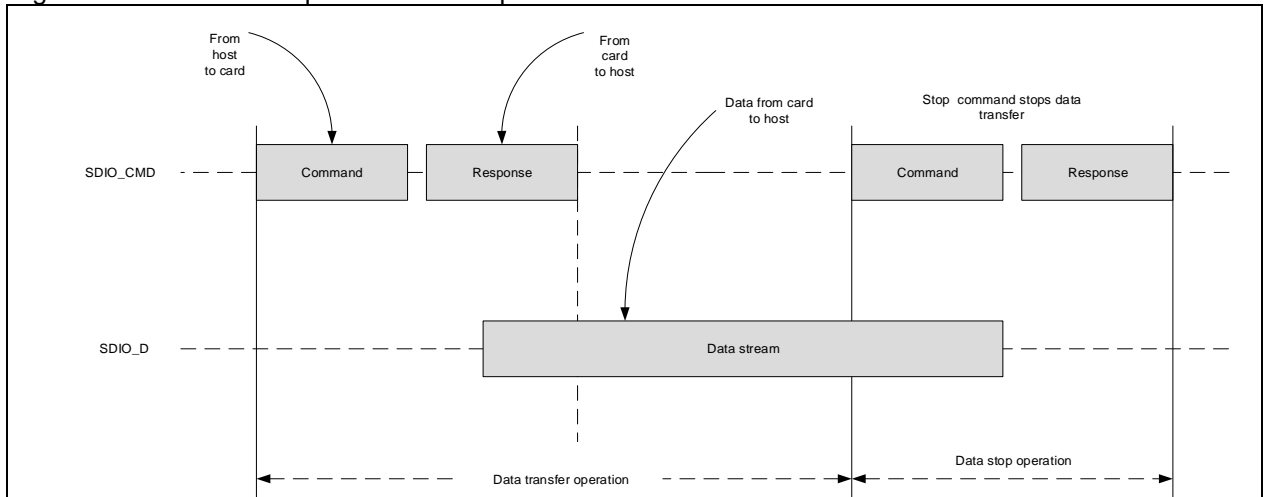 From
host
to card
From
card
to host
Data from card
to host
Stop command stops data
transfer
SDIO_CMD
Command
Response
Command
Response
SDIO_D
Data stream
Data transfer operation
Data stop operation